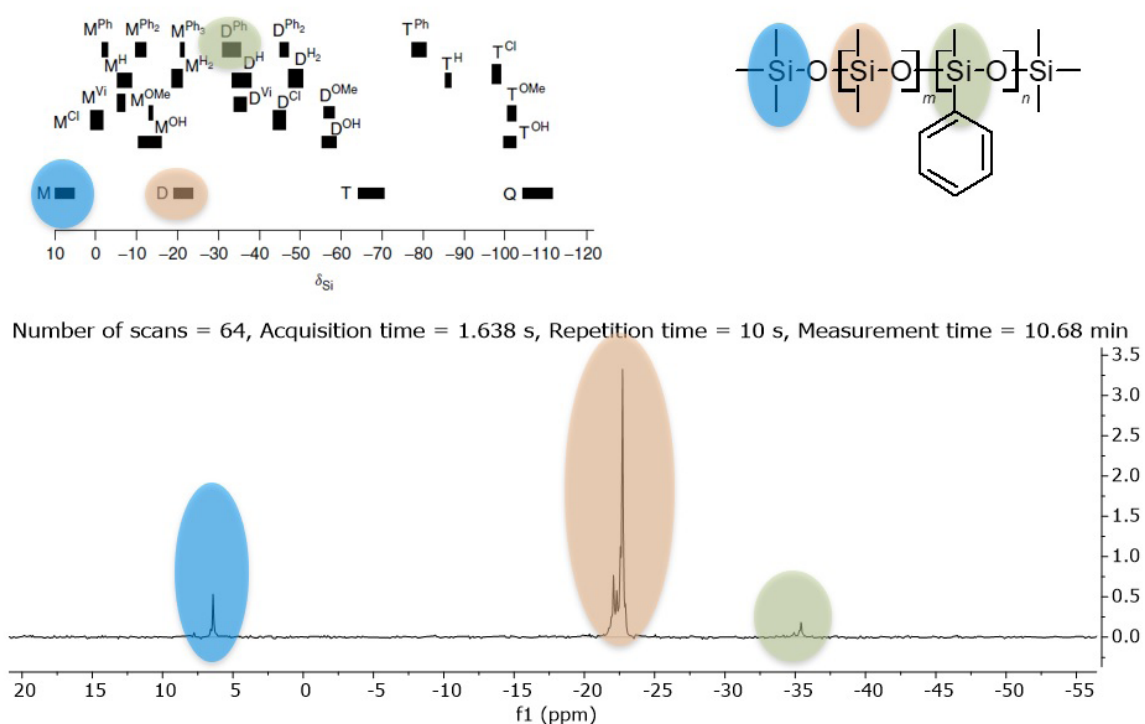 M^Ph M^Ph₂ M^Ph₃ D^Ph D^Ph₂ T^Ph T^Cl
M^H M^H₂ D^H D^H₂ T^H
M^Vi M^OMe D^Vi D^Cl D^OMe T^OMe
M^Cl M^OH D^OH T^OH
M D T Q
10 0 −10 −20 −30 −40 −50 −60 −70 −80 −90 −100 −110 −120
δSi
Si O Si O m Si O n Si
Number of scans = 64, Acquisition time = 1.638 s, Repetition time = 10 s, Measurement time = 10.68 min
3.5
3.0
2.5
2.0
1.5
1.0
0.5
0.0
20 15 10 5 0 -5 -10 -15 -20 -25 -30 -35 -40 -45 -50 -55
f1 (ppm)